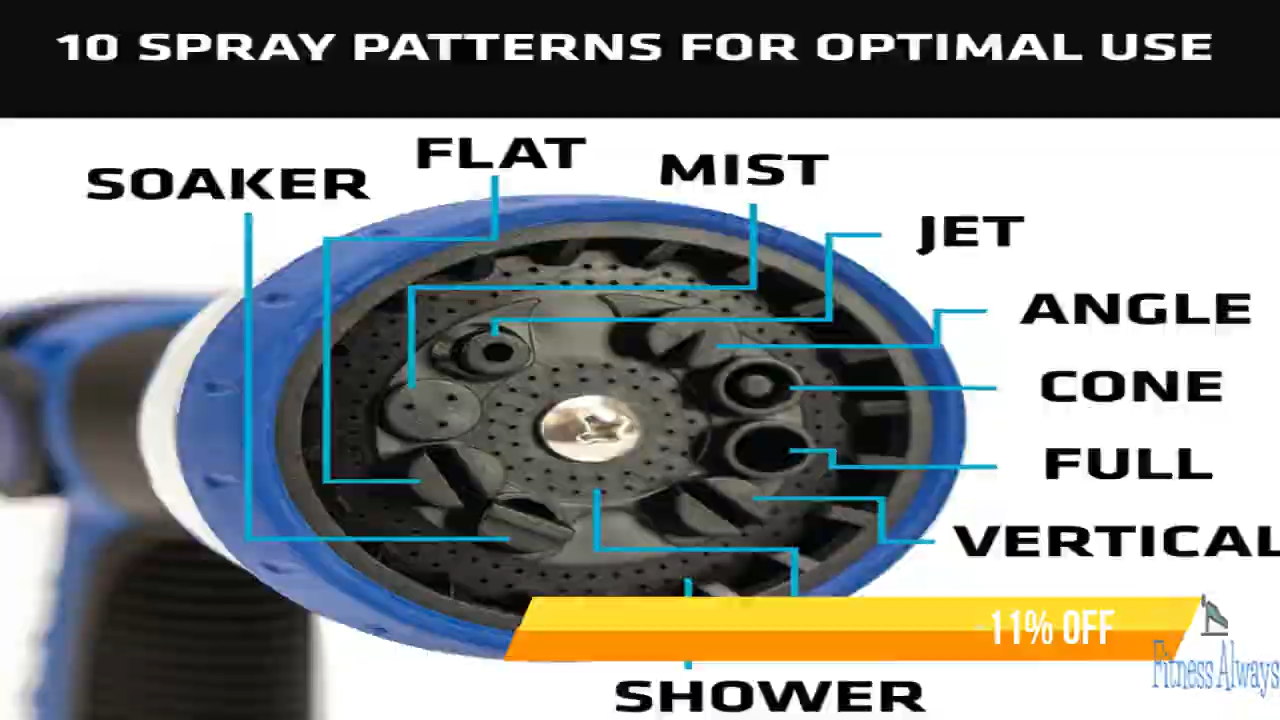 10 SPRAY PATTERNS FOR OPTIMAL USE
FLAT
MIST
SOAKER
JET
ANGLE
CONE
FULL
VERTICAL
-11% OFF
Fitness Always
SHOWER